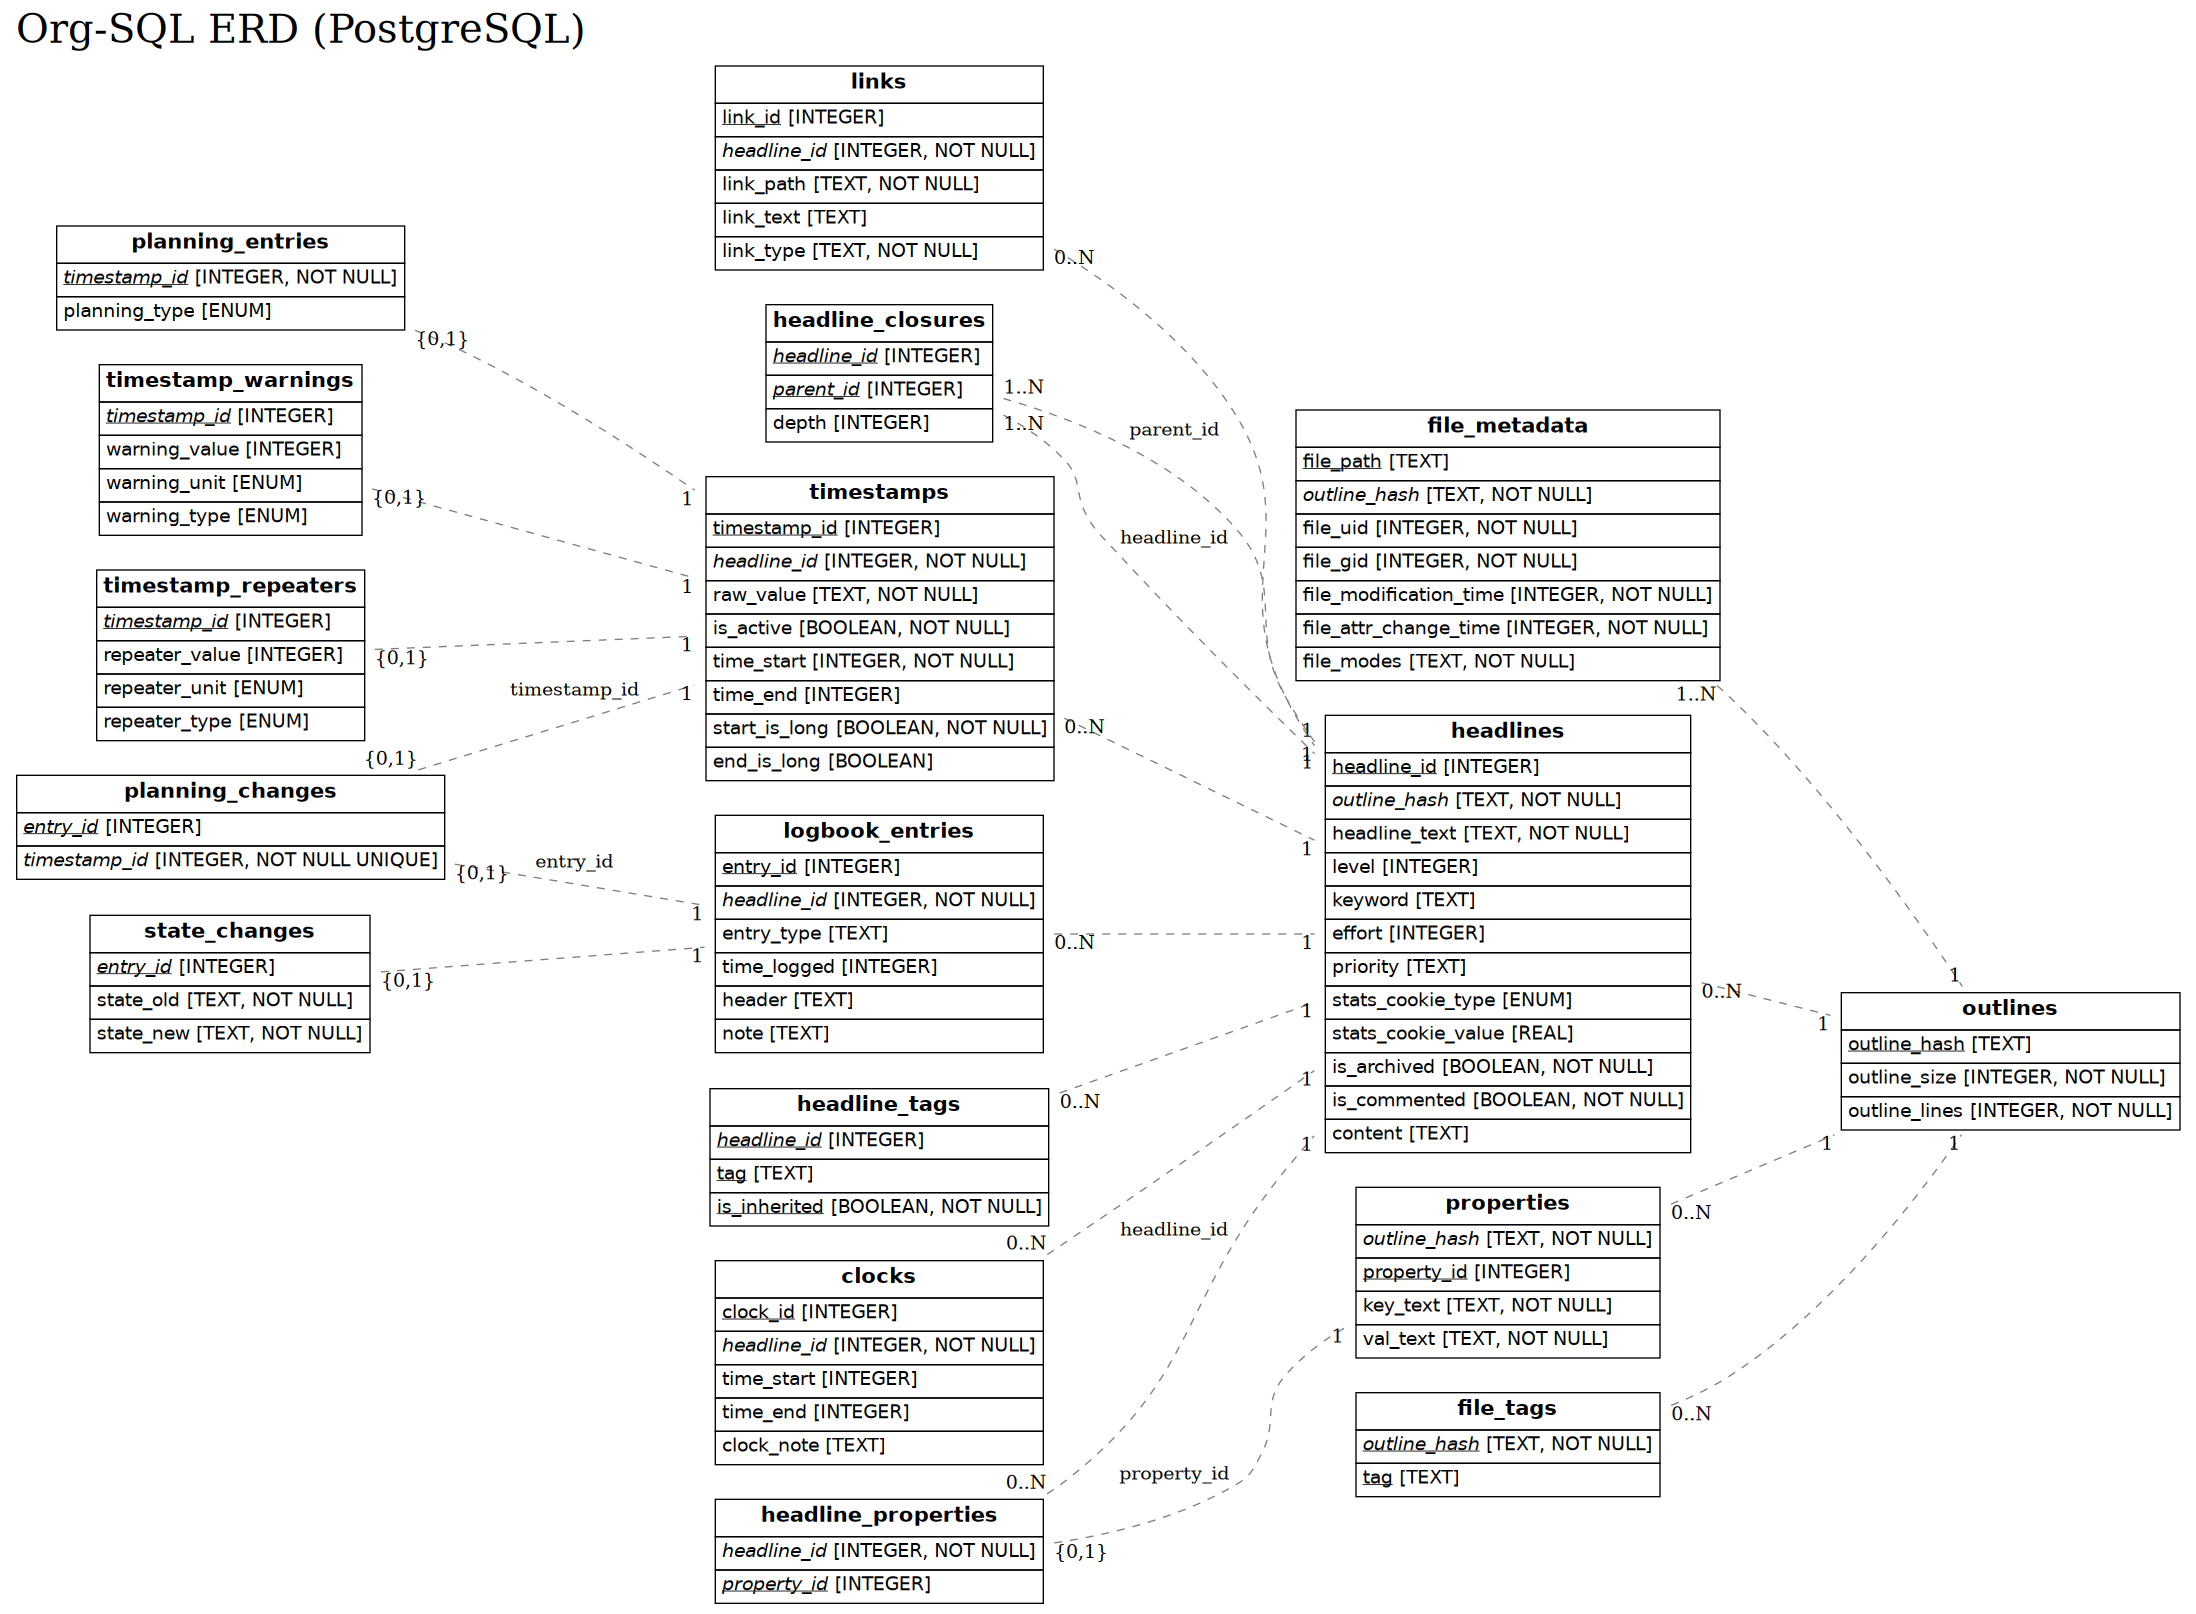 Org-SQL ERD (PostgreSQL)
links
link_id [INTEGER]
headline_id [INTEGER, NOT NULL]
link_path [TEXT, NOT NULL]
link_text [TEXT]
link_type [TEXT, NOT NULL]
0..N
planning_entries
timestamp_id [INTEGER, NOT NULL]
planning_type [ENUM]
{0,1}
headline_closures
headline_id [INTEGER]
parent_id [INTEGER]
depth [INTEGER]
1..N
1..N
parent_id
headline_id
timestamp_warnings
timestamp_id [INTEGER]
warning_value [INTEGER]
warning_unit [ENUM]
warning_type [ENUM]
{0,1}
timestamp_repeaters
timestamp_id [INTEGER]
repeater_value [INTEGER]
repeater_unit [ENUM]
repeater_type [ENUM]
{0,1}
timestamp_id
1
1
1
1
timestamps
timestamp_id [INTEGER]
headline_id [INTEGER, NOT NULL]
raw_value [TEXT, NOT NULL]
is_active [BOOLEAN, NOT NULL]
time_start [INTEGER, NOT NULL]
time_end [INTEGER]
start_is_long [BOOLEAN, NOT NULL]
end_is_long [BOOLEAN]
0..N
file_metadata
file_path [TEXT]
outline_hash [TEXT, NOT NULL]
file_uid [INTEGER, NOT NULL]
file_gid [INTEGER, NOT NULL]
file_modification_time [INTEGER, NOT NULL]
file_attr_change_time [INTEGER, NOT NULL]
file_modes [TEXT, NOT NULL]
1..N
{0,1}
planning_changes
entry_id [INTEGER]
timestamp_id [INTEGER, NOT NULL UNIQUE]
{0,1}
entry_id
state_changes
entry_id [INTEGER]
state_old [TEXT, NOT NULL]
state_new [TEXT, NOT NULL]
{0,1}
1
1
logbook_entries
entry_id [INTEGER]
headline_id [INTEGER, NOT NULL]
entry_type [TEXT]
time_logged [INTEGER]
header [TEXT]
note [TEXT]
0..N
1
1
1
1
1
1
1
1
headlines
headline_id [INTEGER]
outline_hash [TEXT, NOT NULL]
headline_text [TEXT, NOT NULL]
level [INTEGER]
keyword [TEXT]
effort [INTEGER]
priority [TEXT]
stats_cookie_type [ENUM]
stats_cookie_value [REAL]
is_archived [BOOLEAN, NOT NULL]
is_commented [BOOLEAN, NOT NULL]
content [TEXT]
0..N
1
1
outlines
outline_hash [TEXT]
outline_size [INTEGER, NOT NULL]
outline_lines [INTEGER, NOT NULL]
1
1
headline_tags
headline_id [INTEGER]
tag [TEXT]
is_inherited [BOOLEAN, NOT NULL]
0..N
0..N
headline_id
clocks
clock_id [INTEGER]
headline_id [INTEGER, NOT NULL]
time_start [INTEGER]
time_end [INTEGER]
clock_note [TEXT]
properties
outline_hash [TEXT, NOT NULL]
property_id [INTEGER]
key_text [TEXT, NOT NULL]
val_text [TEXT, NOT NULL]
0..N
1
file_tags
outline_hash [TEXT, NOT NULL]
tag [TEXT]
0..N
property_id
0..N
headline_properties
headline_id [INTEGER, NOT NULL]
property_id [INTEGER]
{0,1}